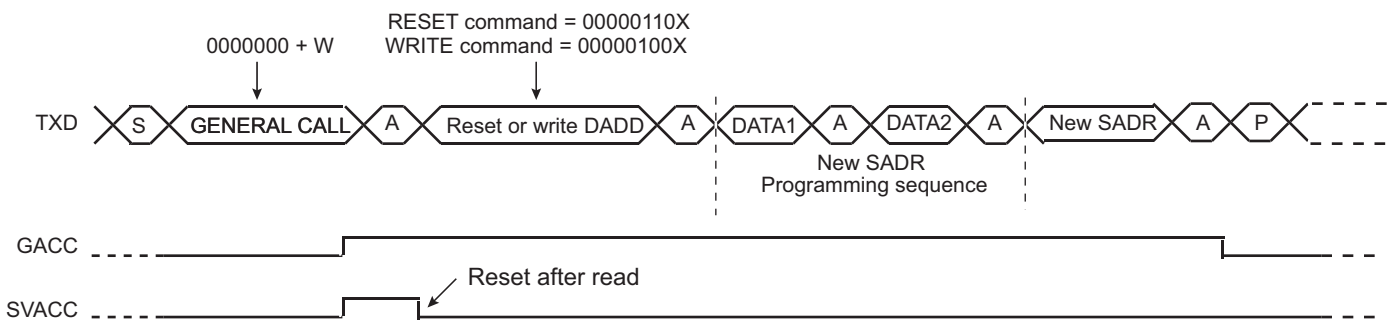 RESET command = 00000110X
0000000 + W
WRITE command = 00000100X
TXD
S
GENERAL CALL
A
Reset or write DADD
A
DATA1
A
DATA2
A
New SADR
A
P
New SADR
Programming sequence
GACC
Reset after read
SVACC